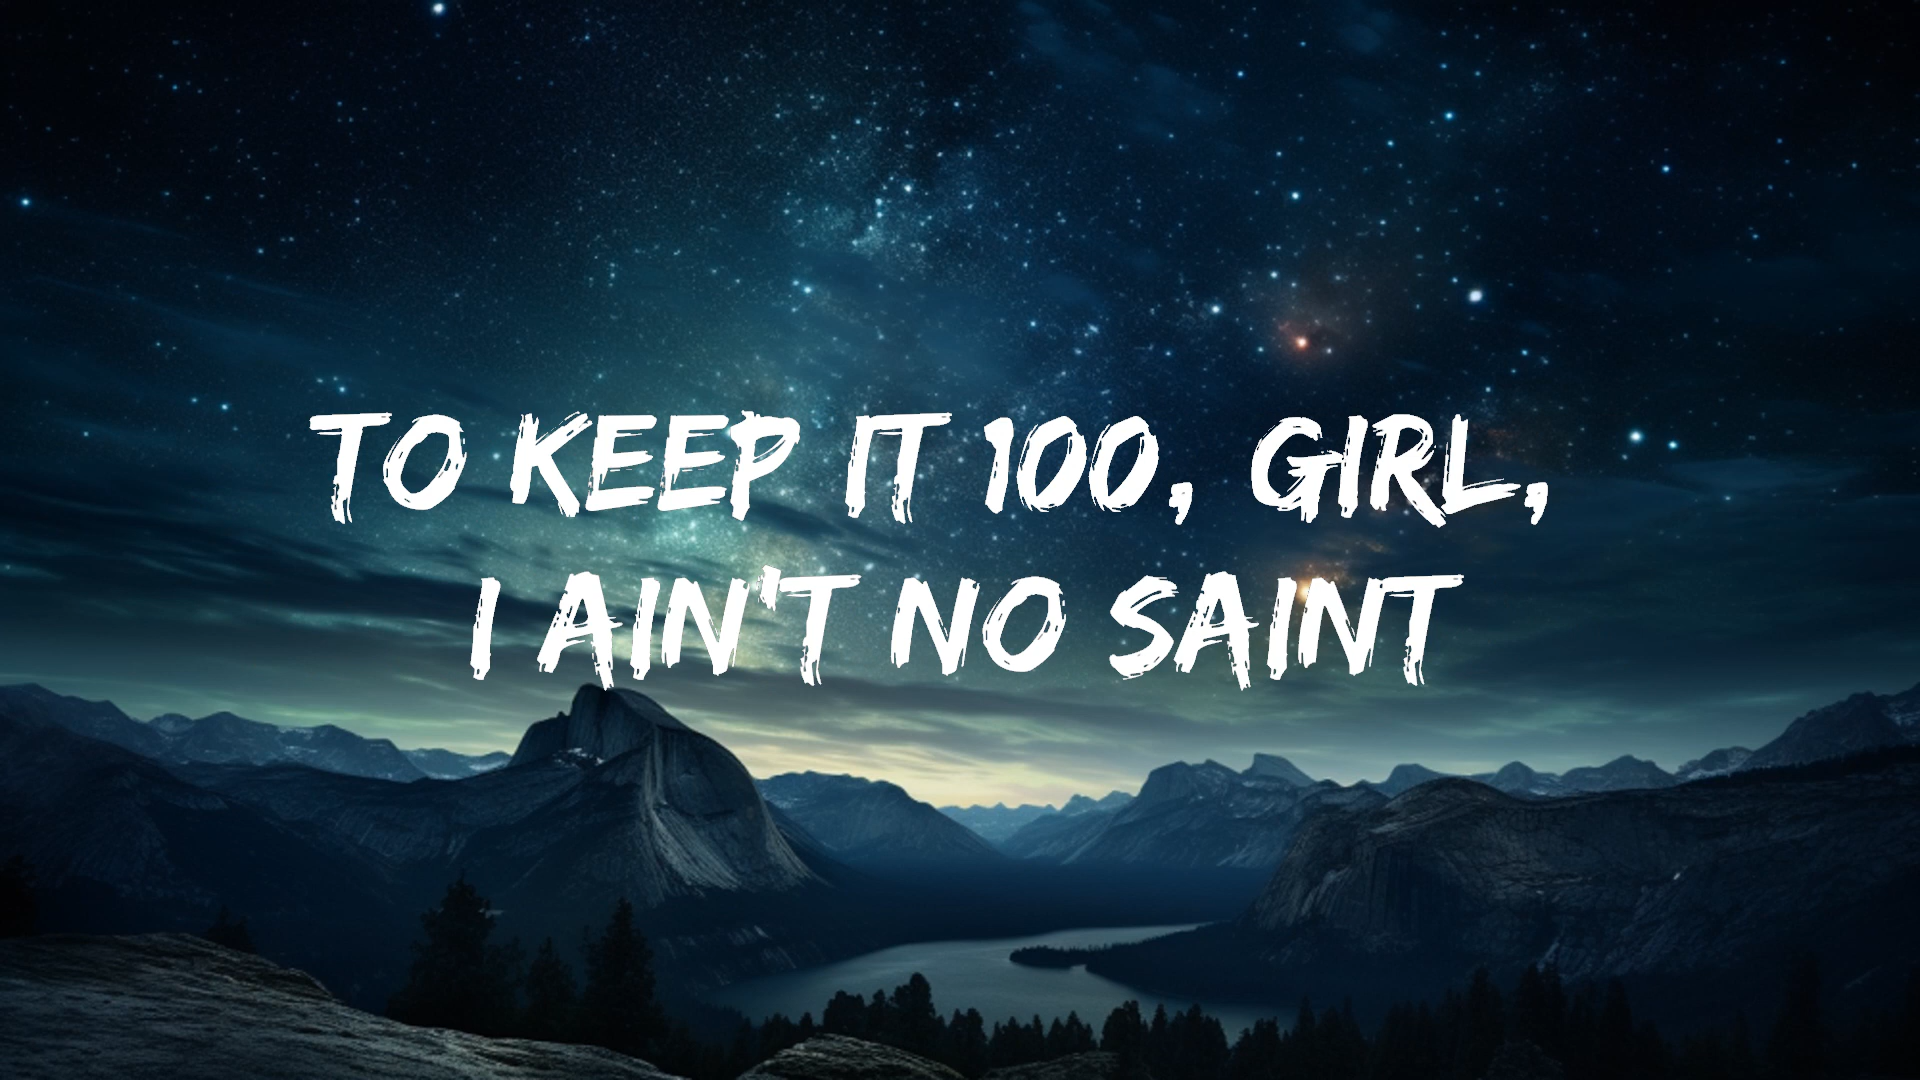 TO KEEP IT 100, GIRL,
I AIN'T NO SAINT